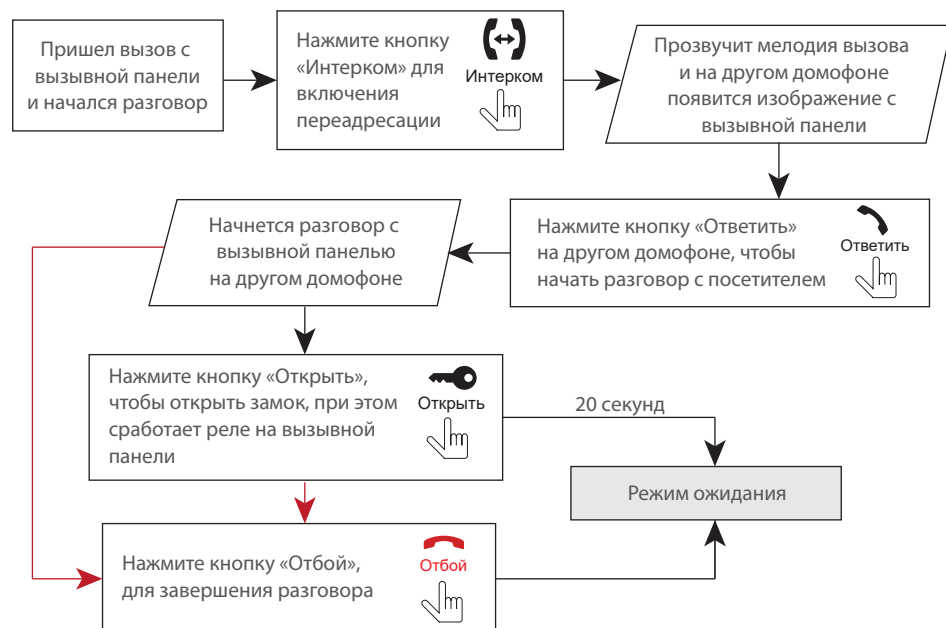 Пришел вызов с
вызывной панели
и начался разговор
Нажмите кнопку
«Интерком» для
включения
переадресации
Интерком
Прозвучит мелодия вызова
и на другом домофоне
появится изображение с
вызывной панели
Нажмите кнопку «Ответить»
на другом домофоне, чтобы
начать разговор с посетителем
Ответить
Начнется разговор с
вызывной панелью
на другом домофоне
Нажмите кнопку «Открыть»,
чтобы открыть замок, при этом
сработает реле на вызывной
панели
Открыть
20 секунд
Режим ожидания
Нажмите кнопку «Отбой»,
для завершения разговора
Отбой